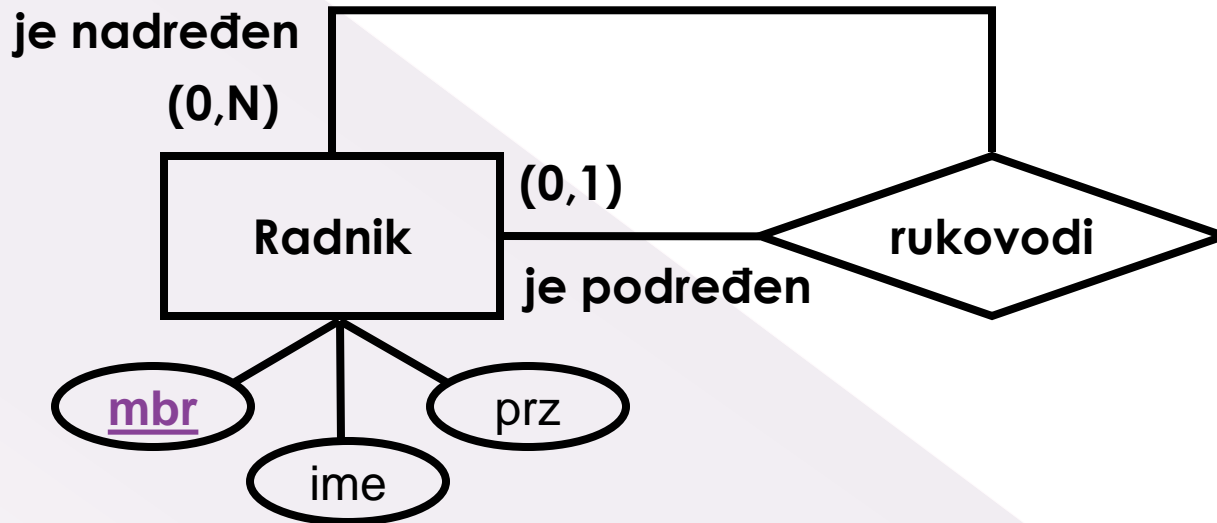 je nadređen
(0,N)
(0,1)
Radnik
rukovodi
je podređen
mbr
prz
ime